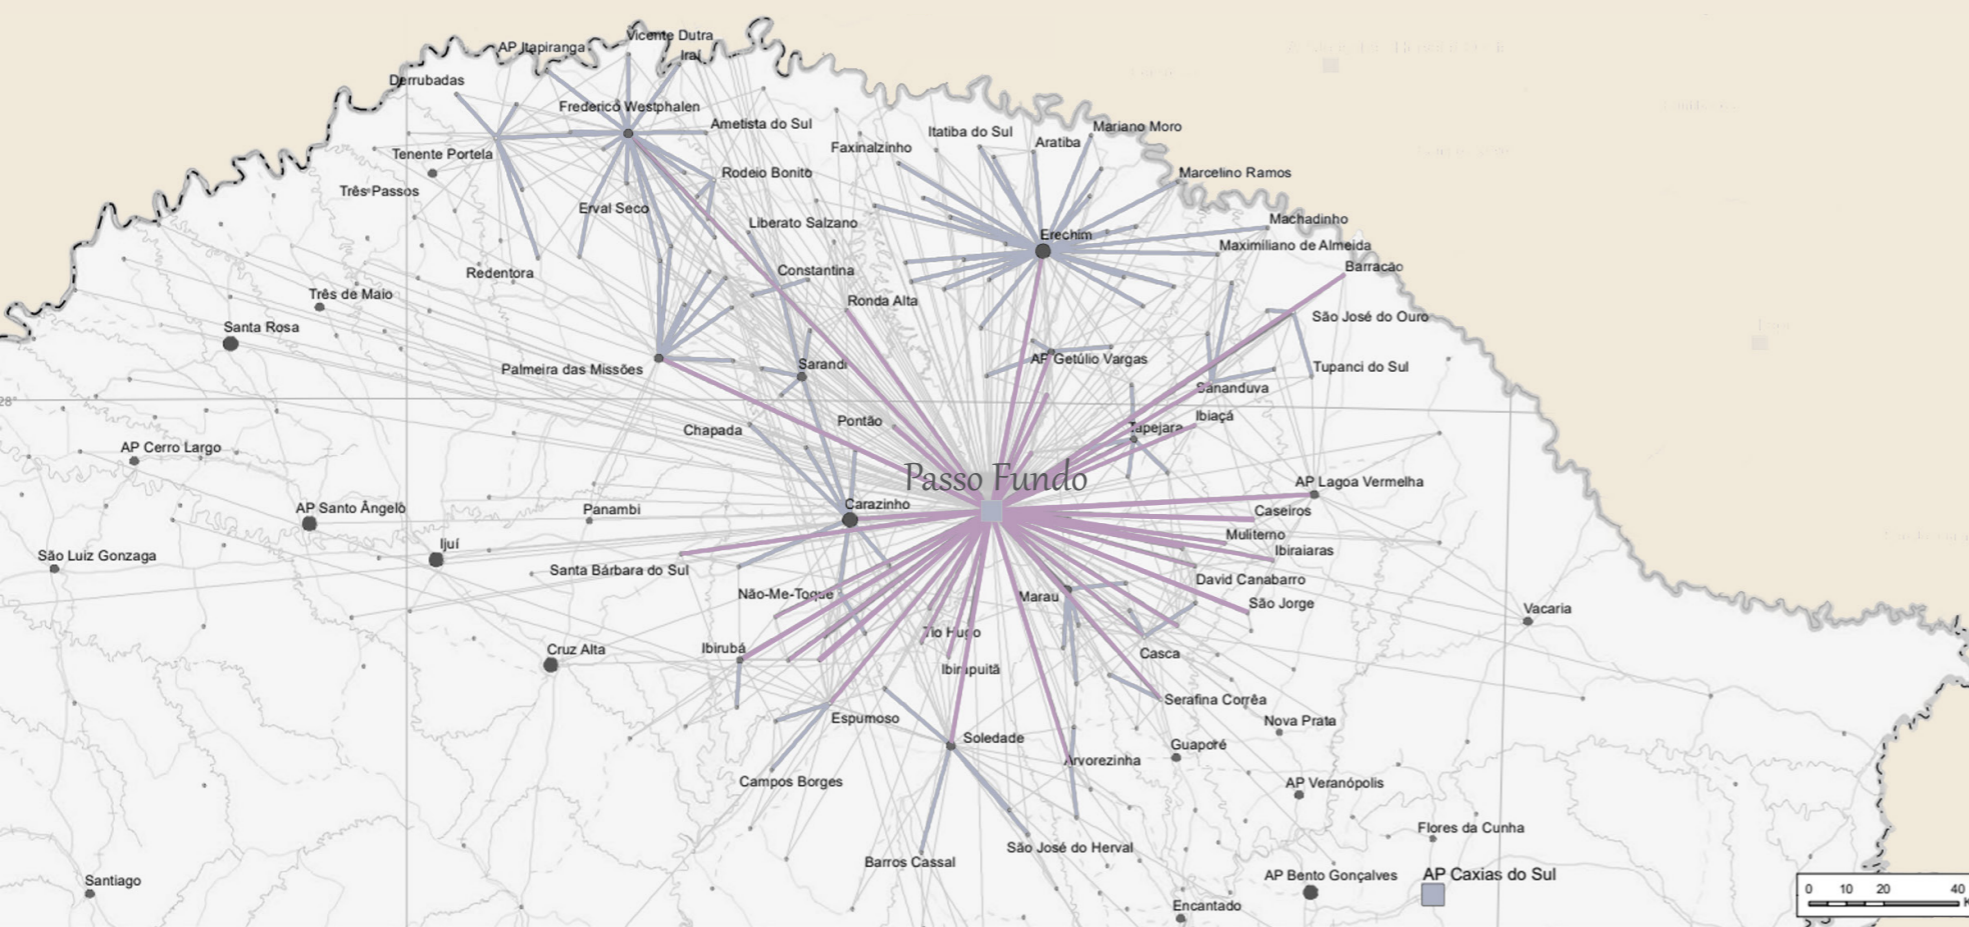 Vicente Dutra
AP Itapiranga
Iraí
Derrubadas
Frederico Westphalen
Ametista do Sul
Mariano Moro
Itatiba do Sul
Aratiba
Faxinalzinho
Tenente Portela
Rodeio Bonito
Marcelino Ramos
Três Passos
Erval Seco
Liberato Salzano
Machadinho
Erechim
Maximiliano de Almeida
Redentora
Constantina
Barracão
Três de Maio
Ronda Alta
São José do Ouro
Santa Rosa
AP Getúlio Vargas
Palmeira das Missões
Sarandi
Tupanci do Sul
Sananduva
28°
Pontão
Ibiaçá
Chapada
Tapejara
AP Cerro Largo
Passo Fundo
AP Lagoa Vermelha
Carazinho
AP Santo Ângelo
Panambi
Caseiros
Muliterno
Ijuí
Ibiraiaras
São Luiz Gonzaga
Santa Bárbara do Sul
David Canabarro
Não-Me-Toque
Marau
São Jorge
Vacaria
Tio Hugo
Cruz Alta
Ibirubá
Casca
Ibirapuitã
Serafina Corrêa
Espumoso
Nova Prata
Soledade
Guaporé
Arvorezinha
Campos Borges
AP Veranópolis
Flores da Cunha
São José do Herval
Barros Cassal
AP Bento Gonçalves
AP Caxias do Sul
Santiago
0 10 20 40
K
Encantado